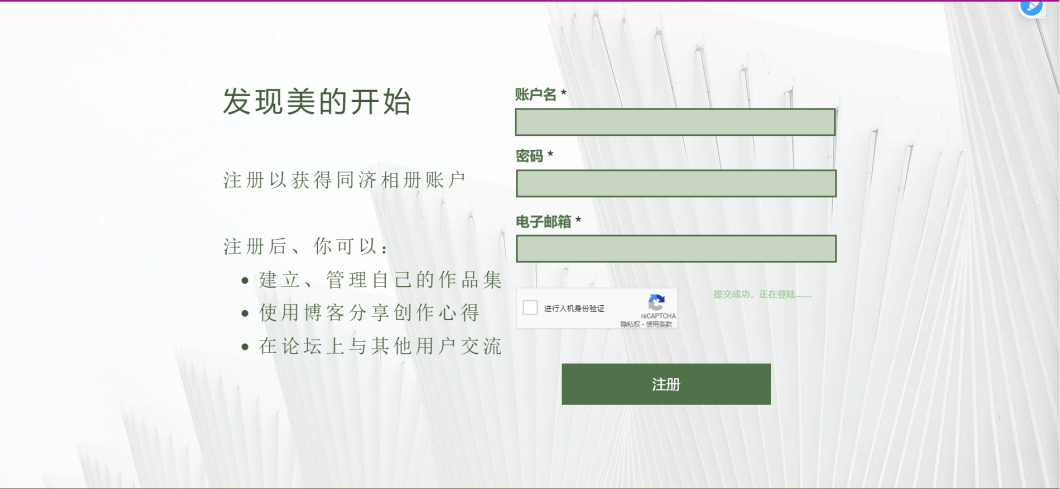 发现美的开始
注册以获得同济相册账户
注册后、你可以：
• 建立、管理自己的作品集
• 使用博客分享创作心得
• 在论坛上与其他用户交流
账户名 *
密码 *
电子邮箱 *
进行人机身份验证
reCAPTCHA
隐私权 - 使用条款
提交成功，正在登陆......
注册